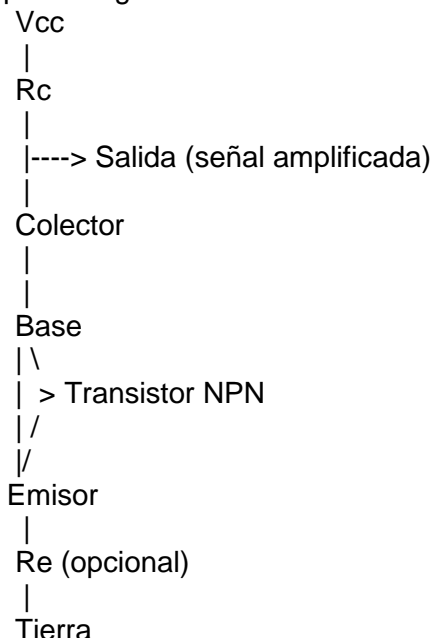 Vcc
|
Rc
|
|----> Salida (señal amplificada)
|
Colector
|
|
Base
| \
|  > Transistor NPN
| /
|/
Emisor
|
Re (opcional)
|
Tierra